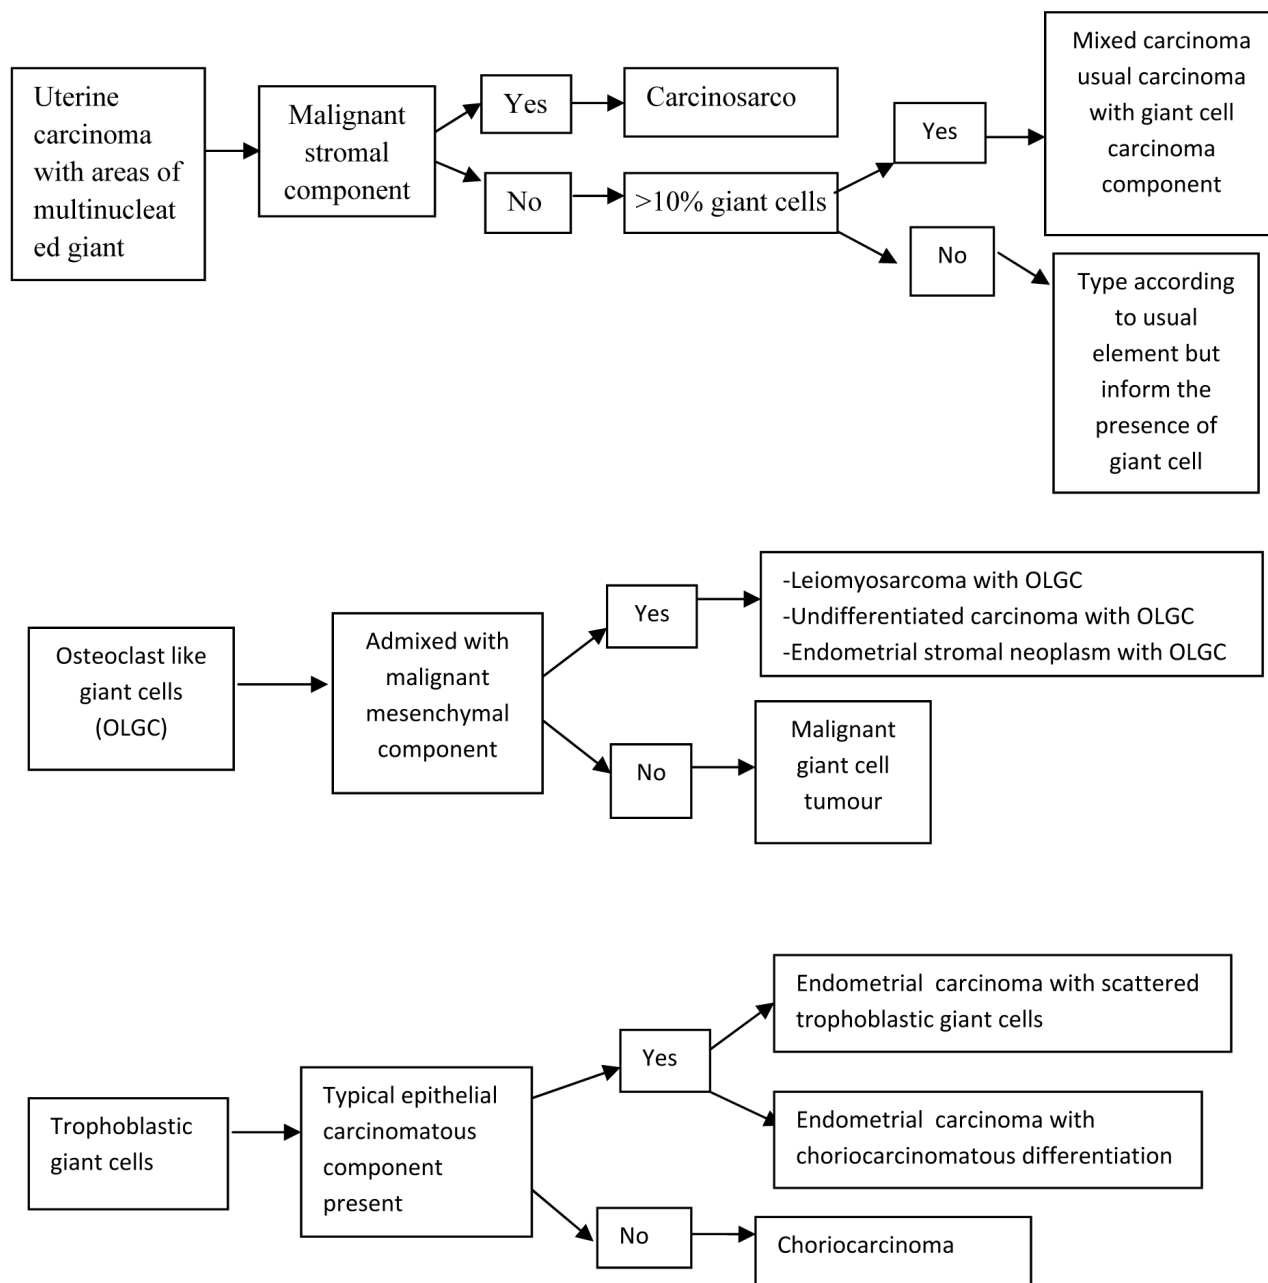 Uterine
carcinoma
with areas of
multinucleat
ed giant
Malignant
stromal
component
Yes
Carcinosarco
No
>10% giant cells
Yes
Mixed carcinoma
usual carcinoma
with giant cell
carcinoma
component
No
Type according
to usual
element but
inform the
presence of
giant cell
Osteoclast like
giant cells
(OLGC)
Admixed with
malignant
mesenchymal
component
Yes
-Leiomyosarcoma with OLGC
-Undifferentiated carcinoma with OLGC
-Endometrial stromal neoplasm with OLGC
No
Malignant
giant cell
tumour
Trophoblastic
giant cells
Typical epithelial
carcinomatous
component
present
Yes
Endometrial carcinoma with scattered
trophoblastic giant cells
Endometrial carcinoma with
choriocarcinomatous differentiation
No
Choriocarcinoma